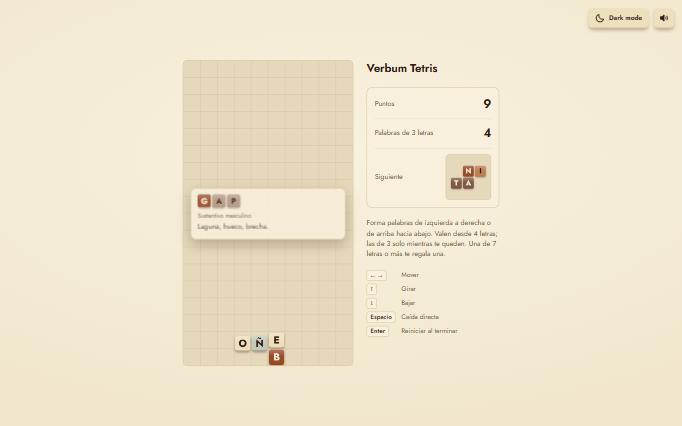 Dark mode
Verbum Tetris
Puntos 9
Palabras de 3 letras 4
Siguiente
N I
T A
G A P
Sustantivo masculino
Laguna, hueco, brecha.
Forma palabras de izquierda a derecha o
de arriba hacia abajo. Valen desde 4 letras;
las de 3 solo mientras te queden. Una de 7
letras o más te regala una.
←→ Mover
↑ Girar
↓ Bajar
Espacio Caída directa
Enter Reiniciar al terminar
O Ñ E
B